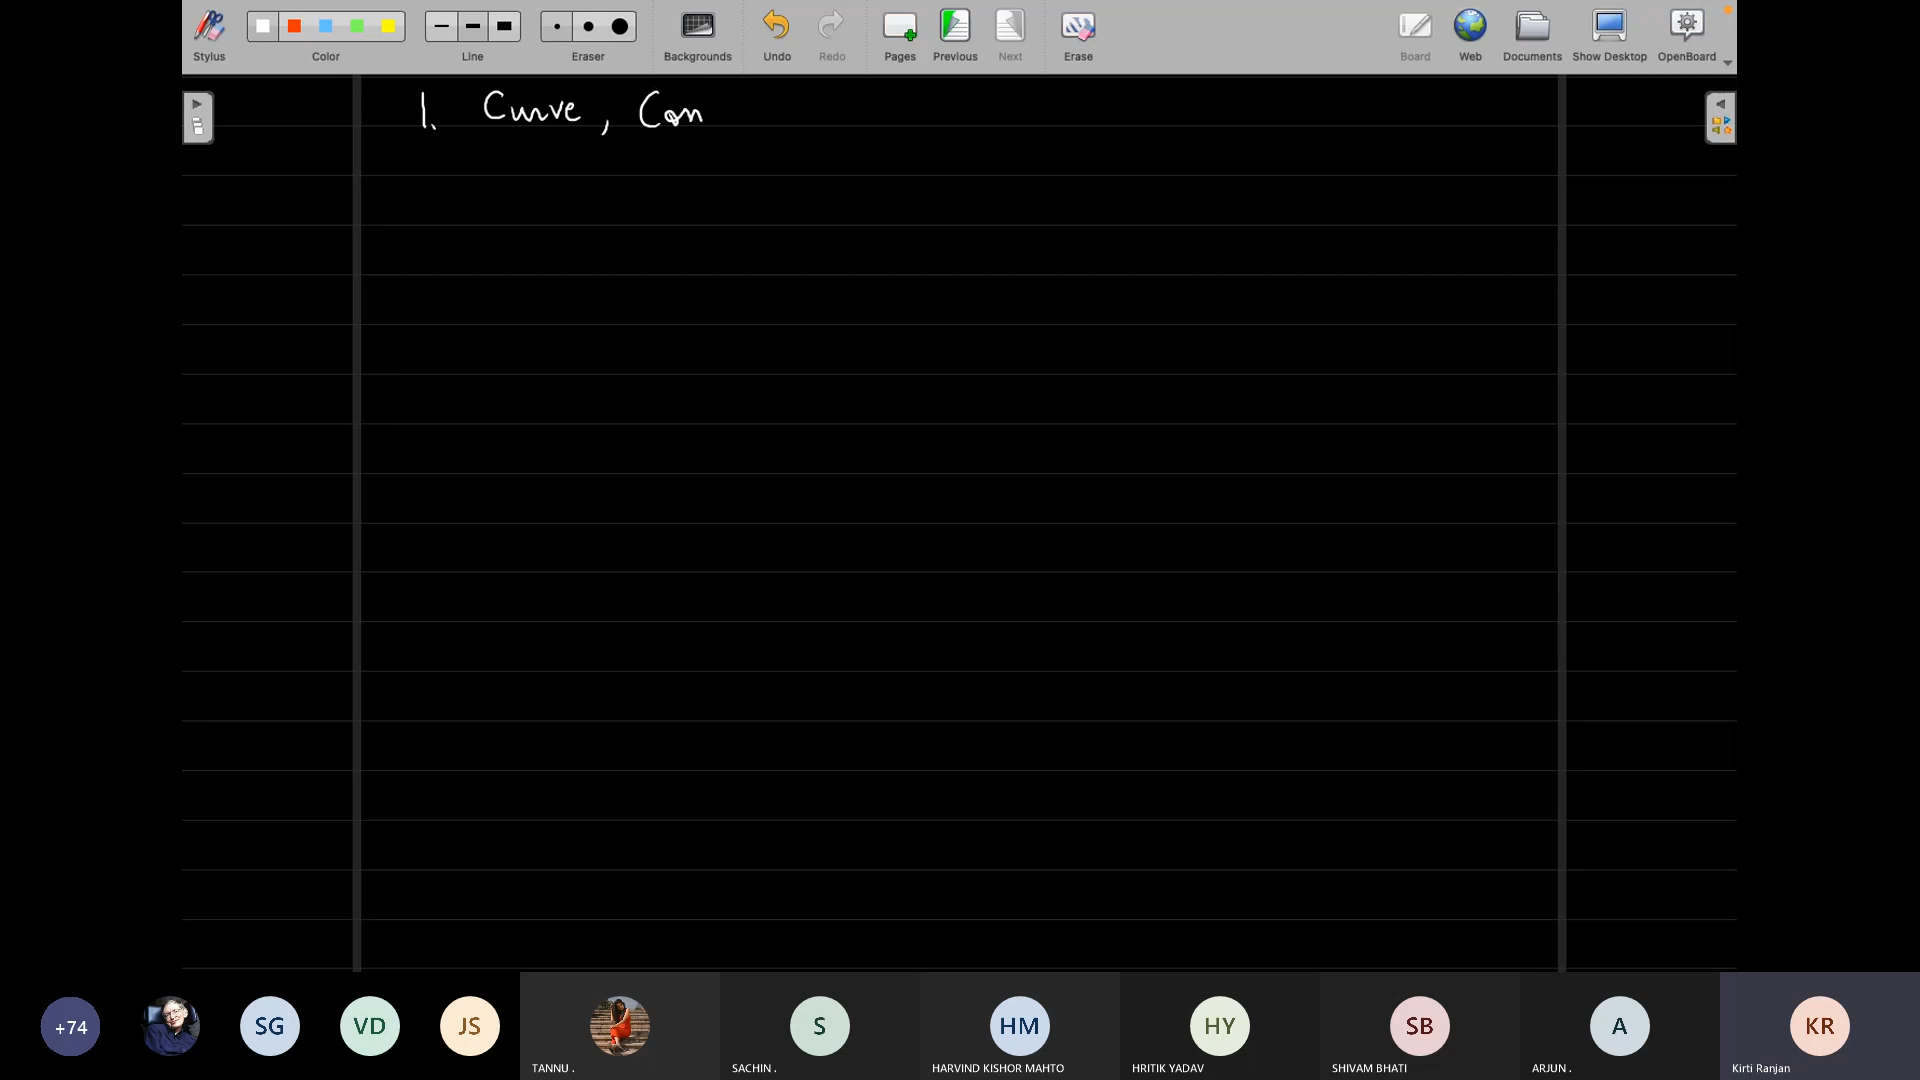 Stylus Color Line Eraser Backgrounds Undo Redo Pages Previous Next Erase Board Web Documents Show Desktop OpenBoard
1. Curve, Con
+74 SG VD JS S HM HY SB A KR
TANNU . SACHIN . HARVIND KISHOR MAHTO HRITIK YADAV SHIVAM BHATI ARJUN . Kirti Ranjan